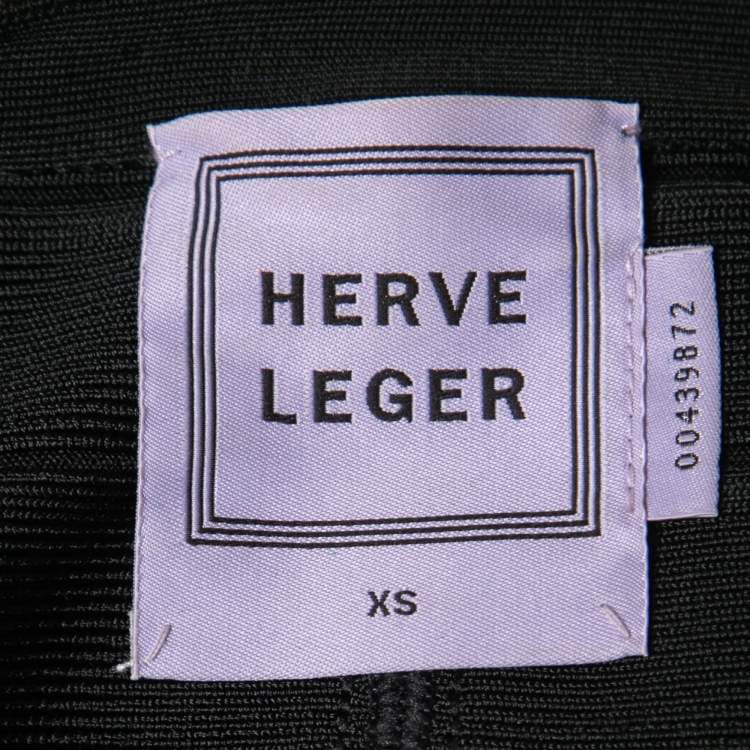 HERVE
LEGER
XS
00439872